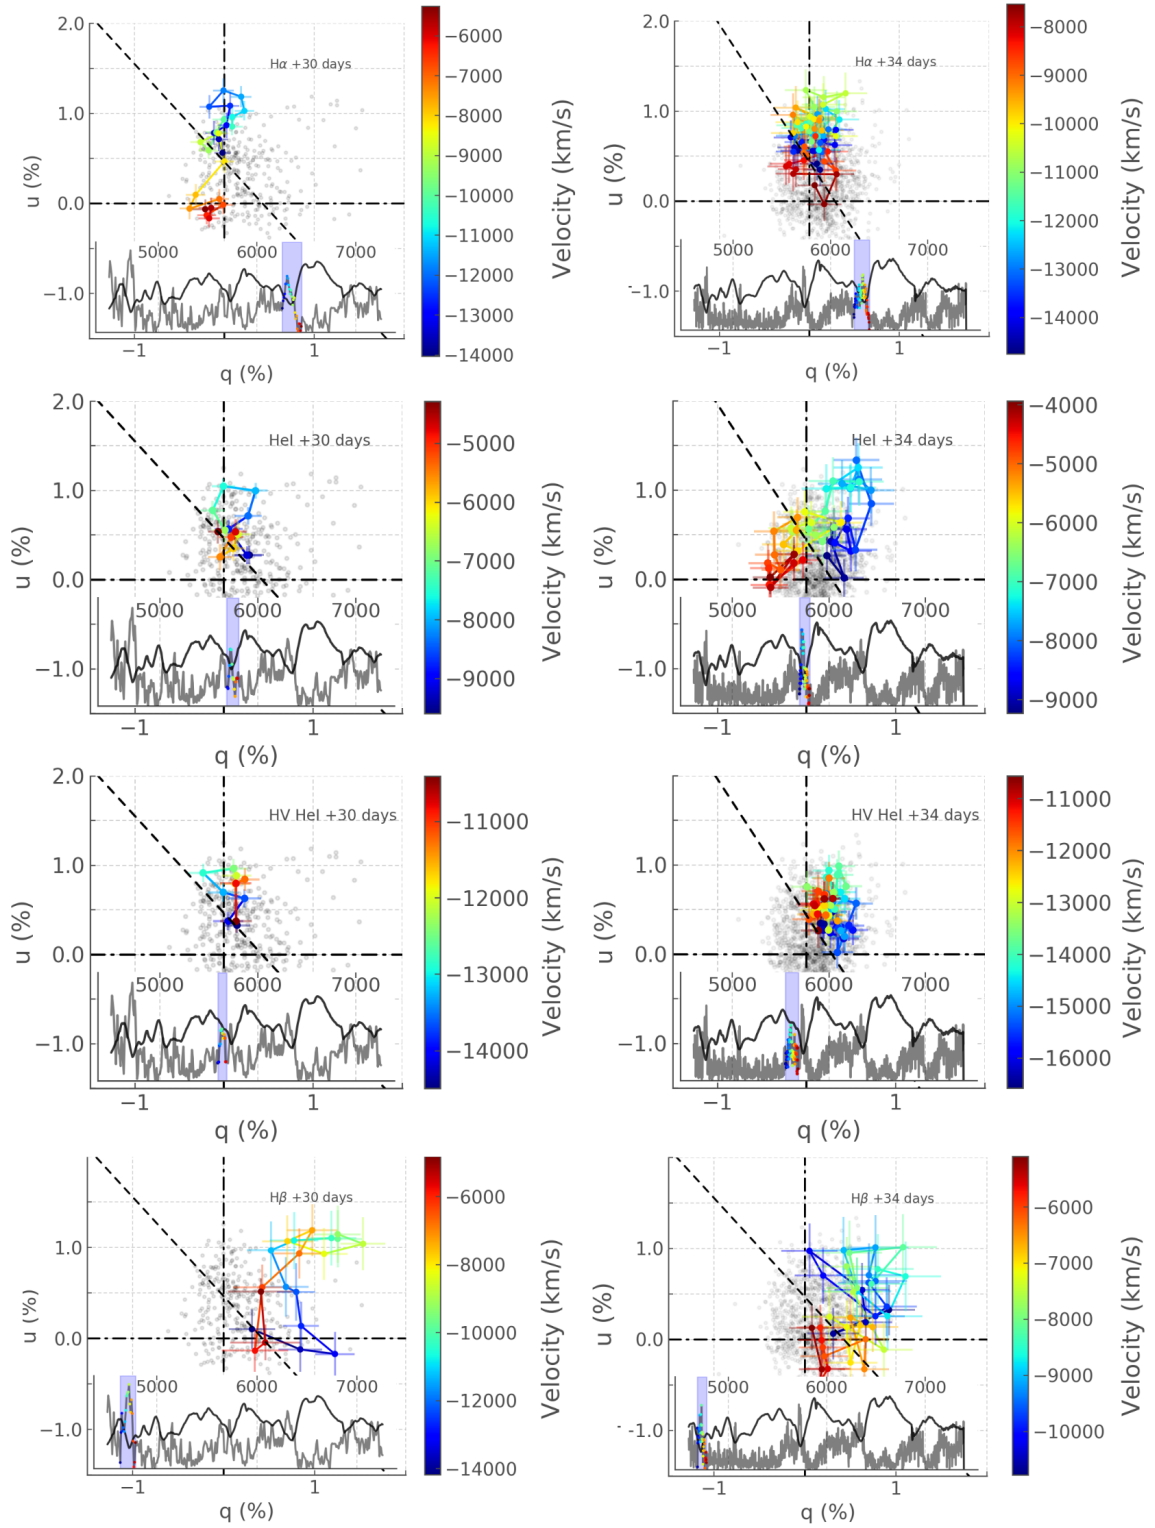 2.0
1.0
0.0
−1.0
u (%)
Hα +30 days
5000 6000 7000
−1 1
q (%)
−6000
−7000
−8000
−9000
−10000
−11000
−12000
−13000
−14000
Velocity (km/s)
2.0
1.0
0.0
−1.0
u (%)
Hα +34 days
5000 6000 7000
−1 1
q (%)
−8000
−9000
−10000
−11000
−12000
−13000
−14000
Velocity (km/s)
2.0
1.0
0.0
−1.0
u (%)
HeI +30 days
5000 6000 7000
−1 1
q (%)
−5000
−6000
−7000
−8000
−9000
Velocity (km/s)
2.0
1.0
0.0
−1.0
u (%)
HeI +34 days
5000 6000 7000
−1 1
q (%)
−4000
−5000
−6000
−7000
−8000
−9000
Velocity (km/s)
2.0
1.0
0.0
−1.0
u (%)
HV HeI +30 days
5000 6000 7000
−1 1
q (%)
−11000
−12000
−13000
−14000
Velocity (km/s)
2.0
1.0
0.0
−1.0
u (%)
HV HeI +34 days
5000 6000 7000
−1 1
q (%)
−11000
−12000
−13000
−14000
−15000
−16000
Velocity (km/s)
2.0
1.0
0.0
−1.0
u (%)
Hβ +30 days
5000 6000 7000
−1 1
q (%)
−6000
−8000
−10000
−12000
−14000
Velocity (km/s)
2.0
1.0
0.0
-1.0
u (%)
Hβ +34 days
5000 6000 7000
−1 1
q (%)
−6000
−7000
−8000
−9000
−10000
Velocity (km/s)